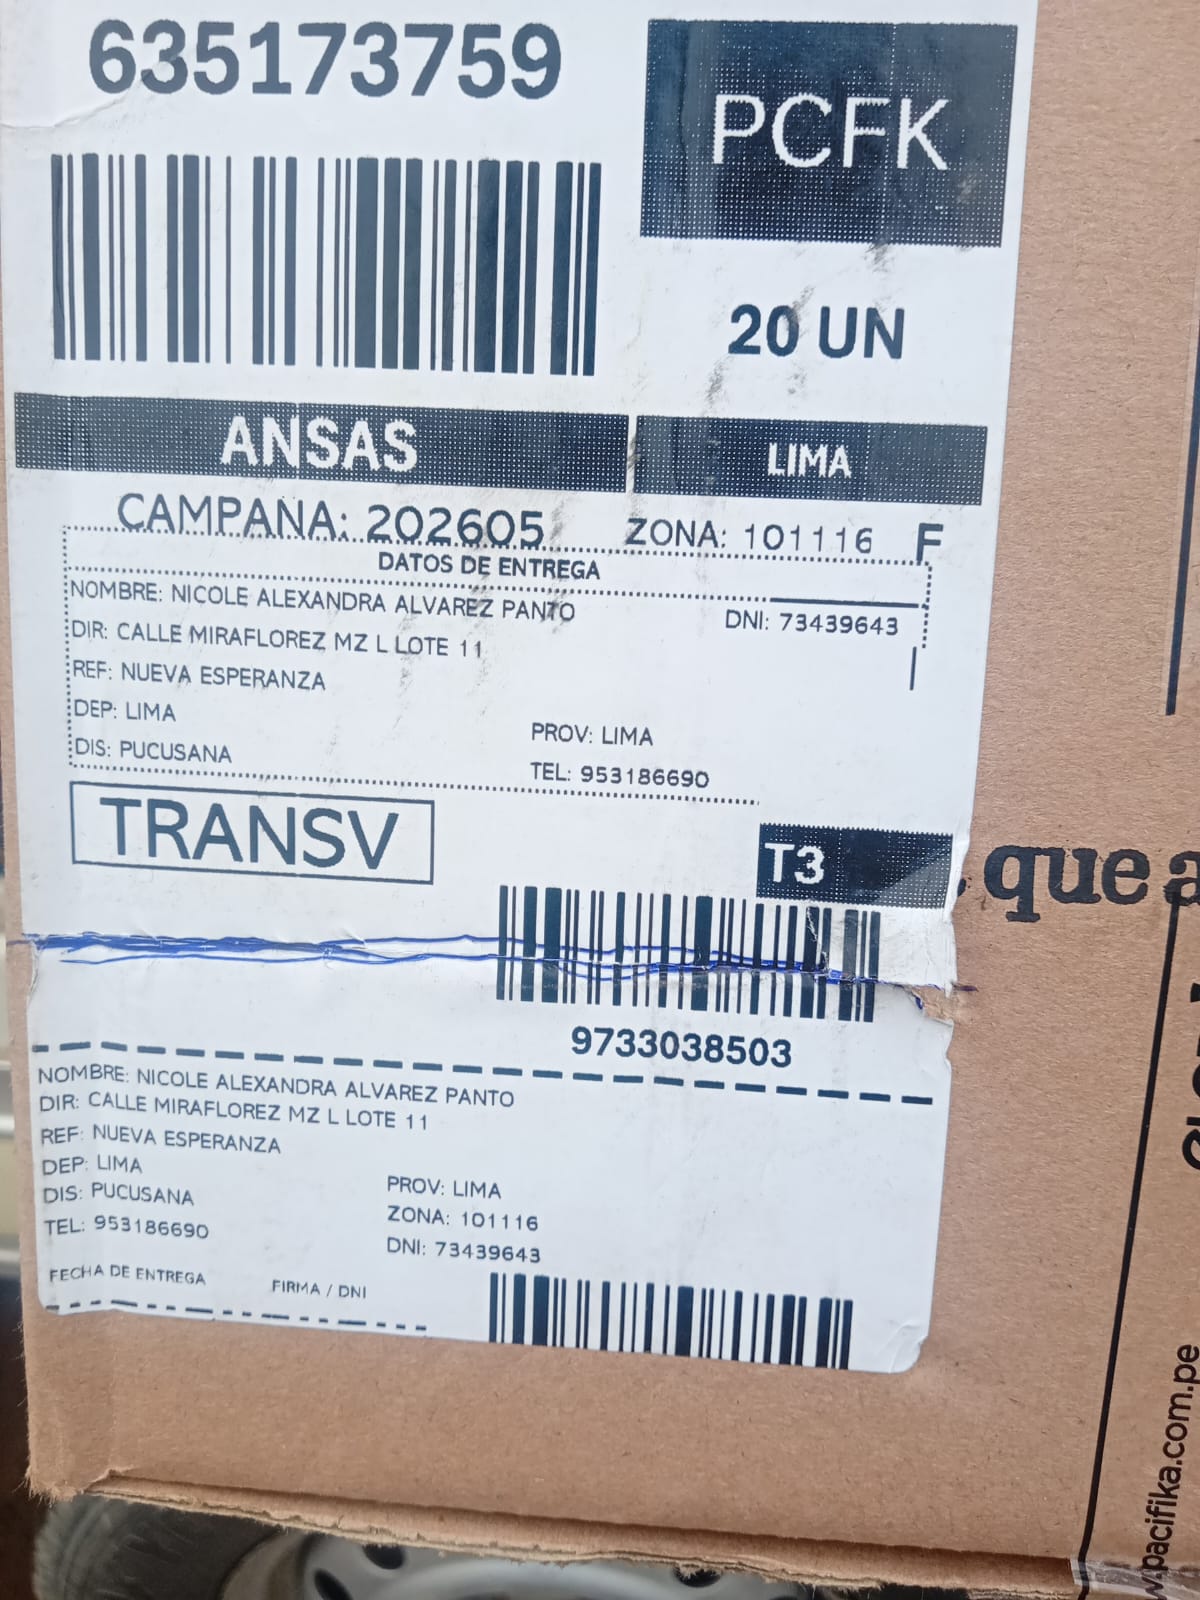 635173759
PCFK
20 UN
ANSAS
LIMA
CAMPAÑA: 202605
ZONA: 101116 F
DATOS DE ENTREGA
NOMBRE: NICOLE ALEXANDRA ALVAREZ PANTO
DNI: 73439643
DIR: CALLE MIRAFLOREZ MZ L LOTE 11
REF: NUEVA ESPERANZA
DEP: LIMA
PROV: LIMA
DIS: PUCUSANA
TEL: 953186690
TRANSV
T3
que a
9733038503
NOMBRE: NICOLE ALEXANDRA ALVAREZ PANTO
DIR: CALLE MIRAFLOREZ MZ L LOTE 11
REF: NUEVA ESPERANZA
DEP: LIMA
PROV: LIMA
DIS: PUCUSANA
ZONA: 101116
TEL: 953186690
DNI: 73439643
FECHA DE ENTREGA
FIRMA / DNI
w.pacifika.com.pe